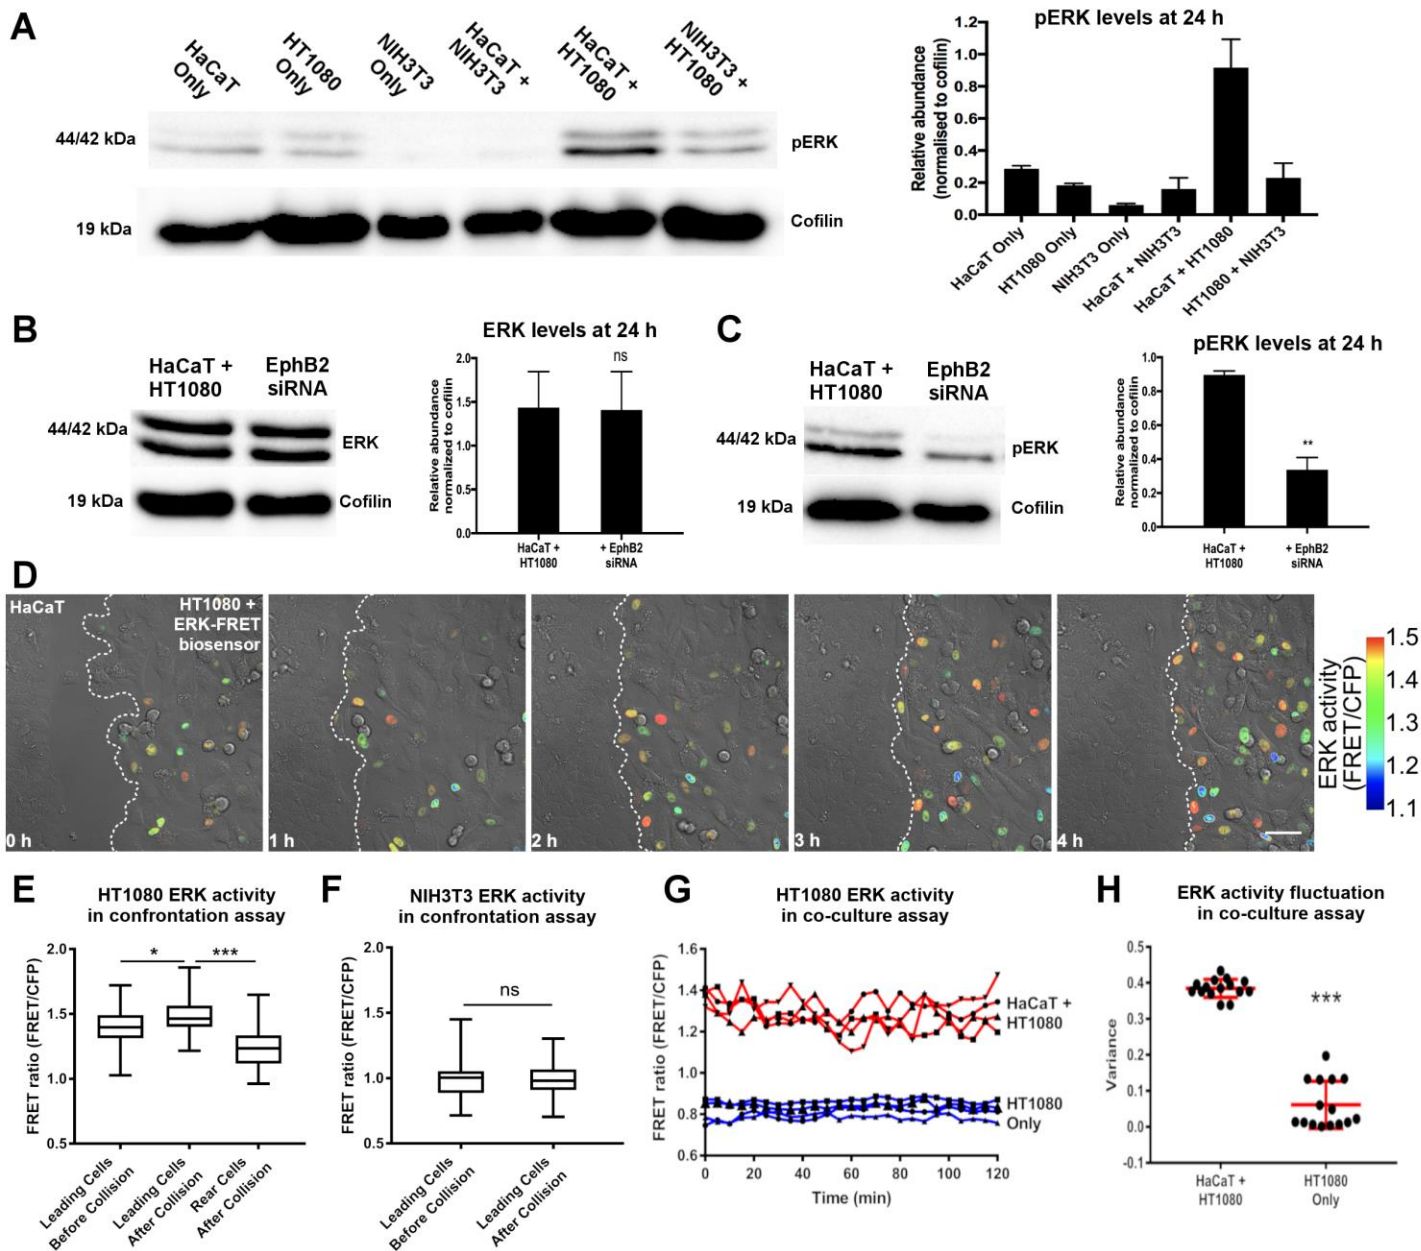 A
HaCaT
Only
HT1080
Only
NIH3T3
Only
HaCaT +
NIH3T3
HaCaT +
HT1080
NIH3T3 +
HT1080
44/42 kDa
pERK
19 kDa
Cofilin
pERK levels at 24 h
Relative abundance
(normalised to cofilin)
1.2
1.0
0.8
0.6
0.4
0.2
0.0
HaCaT Only
HT1080 Only
NIH3T3 Only
HaCaT + NIH3T3
HaCaT + HT1080
HT1080 + NIH3T3
B
HaCaT +
HT1080
EphB2
siRNA
44/42 kDa
ERK
19 kDa
Cofilin
ERK levels at 24 h
Relative abundance
normalized to cofilin
2.0
1.5
1.0
0.5
0.0
ns
HaCaT +
HT1080
+ EphB2
siRNA
C
HaCaT +
HT1080
EphB2
siRNA
44/42 kDa
pERK
19 kDa
Cofilin
pERK levels at 24 h
Relative abundance
normalized to cofilin
1.0
0.8
0.6
0.4
0.2
0.0
**
HaCaT +
HT1080
+ EphB2
siRNA
D
HaCaT
HT1080 +
ERK-FRET
biosensor
0 h
1 h
2 h
3 h
4 h
ERK activity
(FRET/CFP)
1.5
1.4
1.3
1.2
1.1
E
HT1080 ERK activity
in confrontation assay
FRET ratio (FRET/CFP)
2.0
1.5
1.0
0.5
*
***
Leading Cells
Before Collision
Leading Cells
After Collision
Rear Cells
After Collision
F
NIH3T3 ERK activity
in confrontation assay
FRET ratio (FRET/CFP)
2.0
1.5
1.0
0.5
ns
Leading Cells
Before Collision
Leading Cells
After Collision
G
HT1080 ERK activity
in co-culture assay
FRET ratio (FRET/CFP)
1.6
1.4
1.2
1.0
0.8
0.6
HaCaT +
HT1080
HT1080
Only
0
20
40
60
80
100
120
Time (min)
H
ERK activity fluctuation
in co-culture assay
Variance
0.5
0.4
0.3
0.2
0.1
0.0
-0.1
***
HaCaT +
HT1080
HT1080
Only